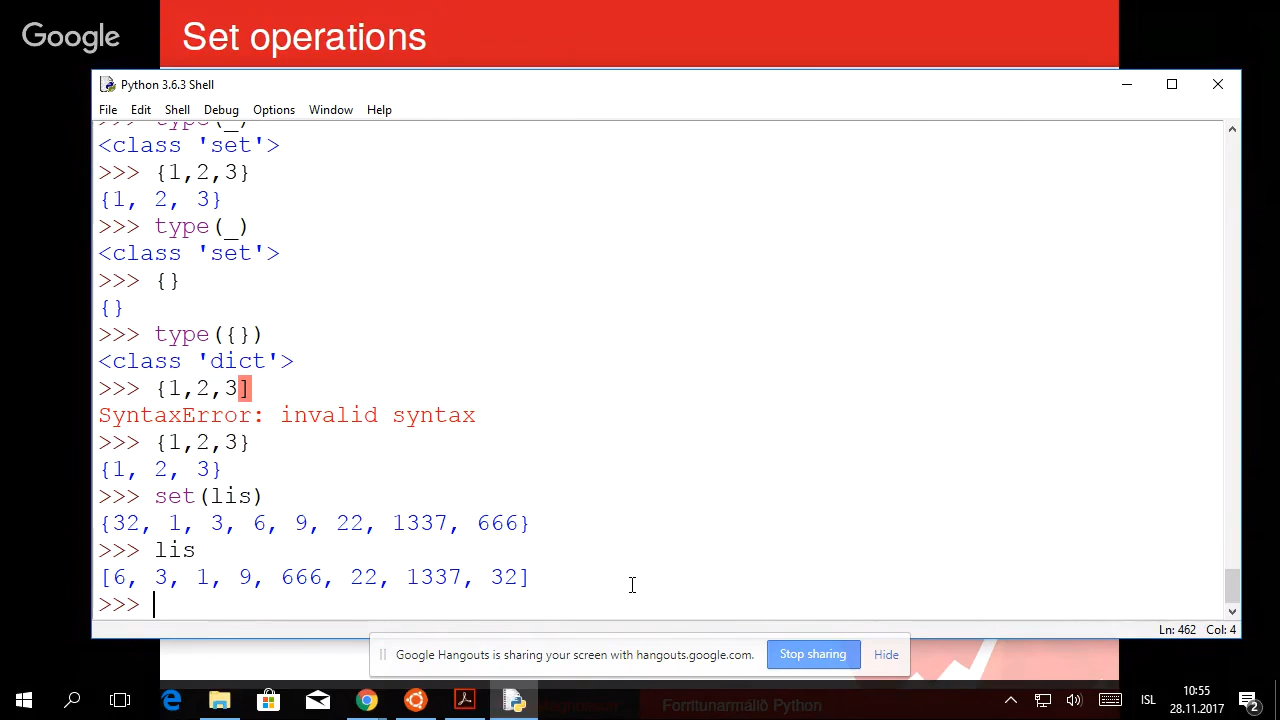 Google
Set operations
Python 3.6.3 Shell
File Edit Shell Debug Options Window Help
>>> type(_)
<class 'set'>
>>> {1,2,3}
{1, 2, 3}
>>> type(_)
<class 'set'>
>>> {}
{}
>>> type({})
<class 'dict'>
>>> {1,2,3]
SyntaxError: invalid syntax
>>> {1,2,3}
{1, 2, 3}
>>> set(lis)
{32, 1, 3, 6, 9, 22, 1337, 666}
>>> lis
[6, 3, 1, 9, 666, 22, 1337, 32]
>>>
Ln: 462 Col: 4
Google Hangouts is sharing your screen with hangouts.google.com. Stop sharing Hide
Forritunarmálið Python
ISL
10:55
28.11.2017
2